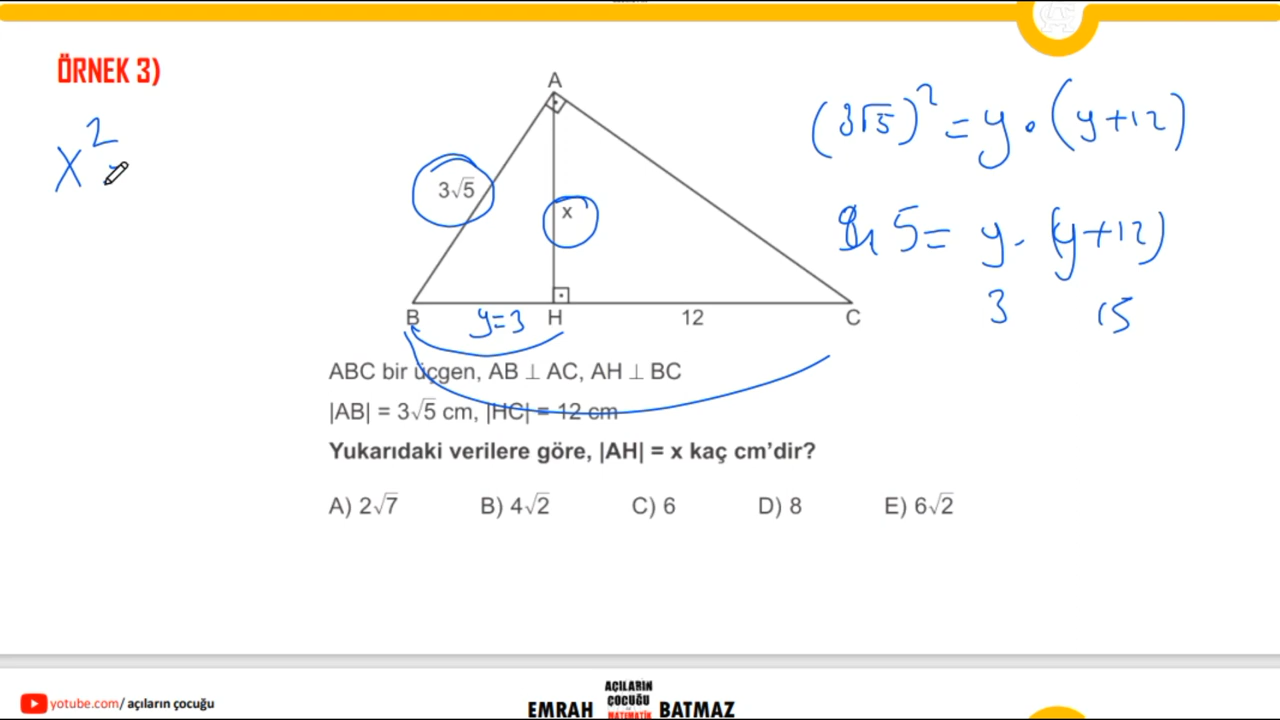 ÖRNEK 3)
x²
A
3√5
x
B
y=3
H
12
C
(3√5)² = y · (y+12)
5 = y · (y+12)
3 15
ABC bir üçgen, AB ⊥ AC, AH ⊥ BC
|AB| = 3√5 cm, |HC| = 12 cm
Yukarıdaki verilere göre, |AH| = x kaç cm'dir?
A) 2√7 B) 4√2 C) 6 D) 8 E) 6√2
yotube.com/ açıların çocuğu
AÇILARIN
ÇOCUĞU
MATEMATİK
EMRAH BATMAZ